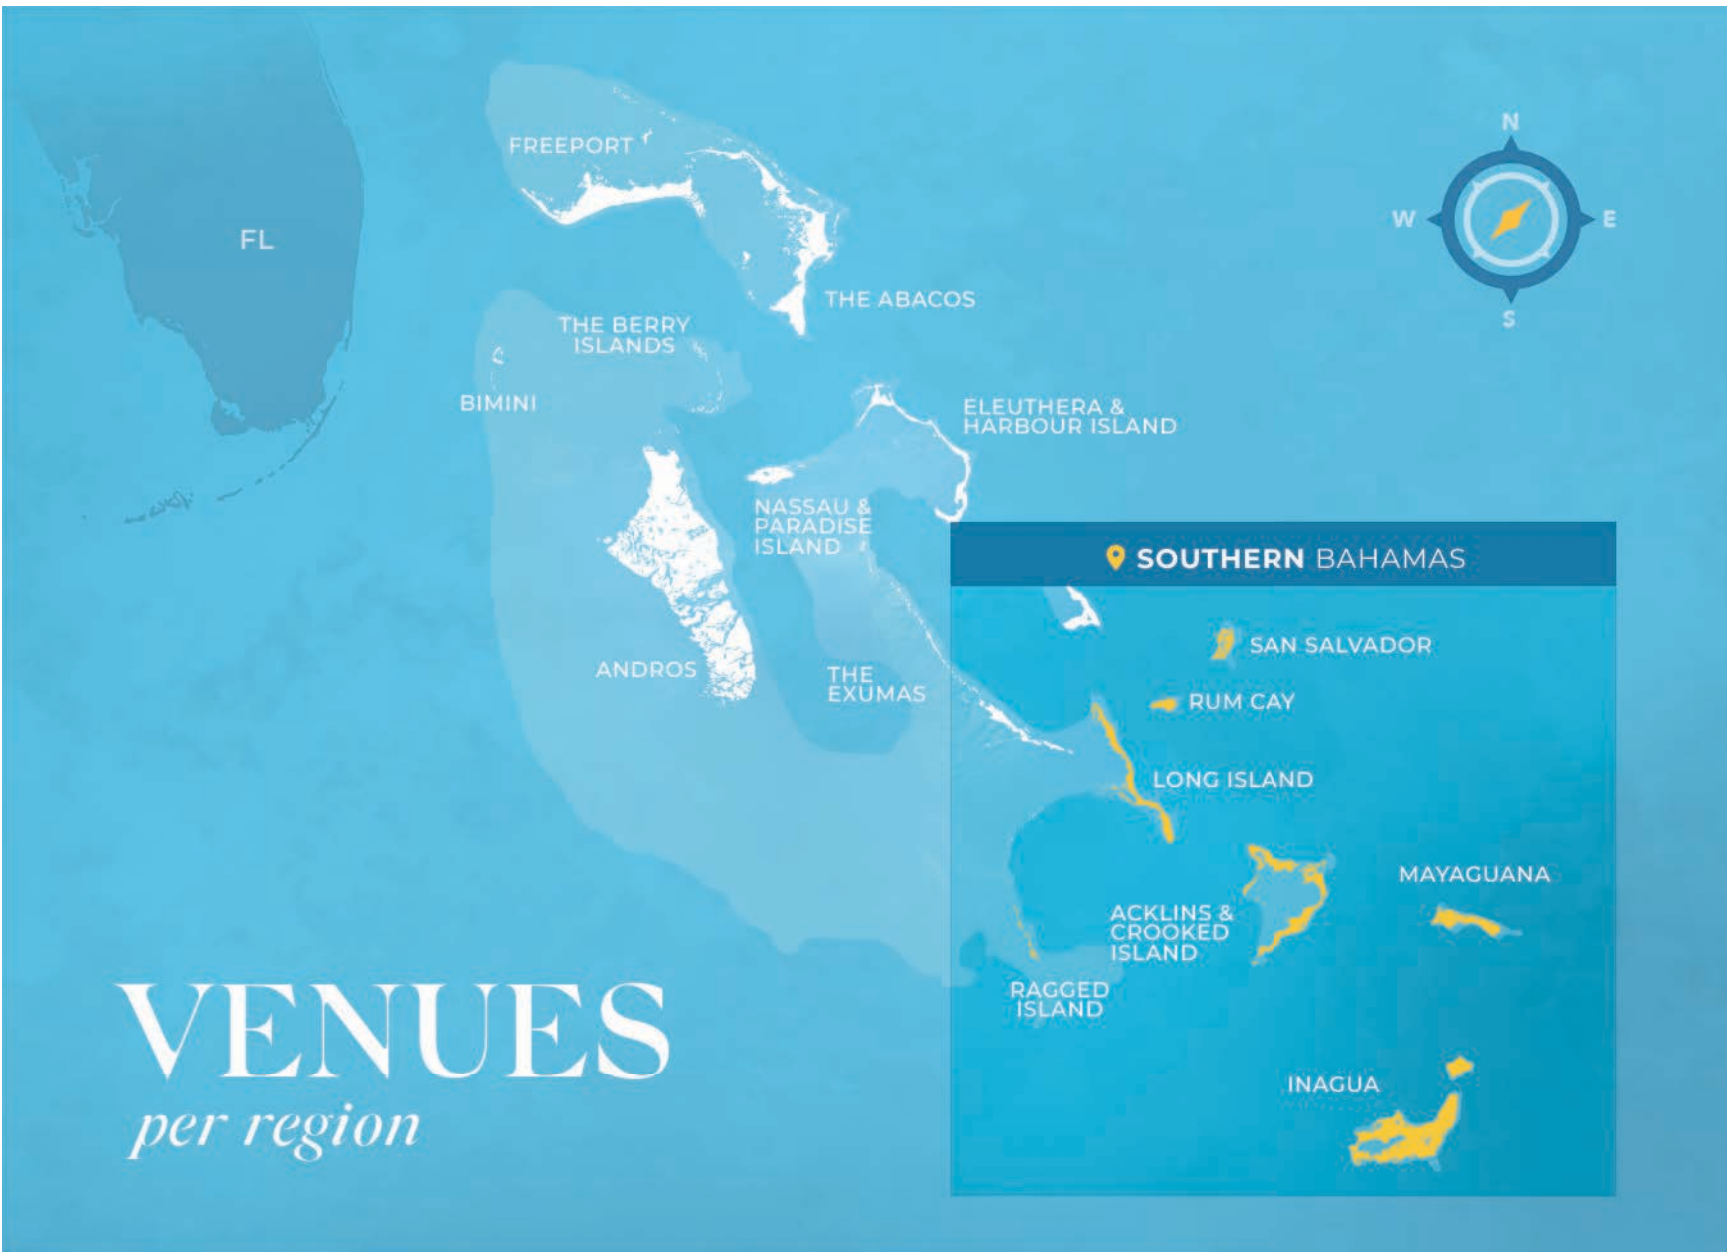 N
FREEPORT
W
E
FL
THE ABACOS
S
THE BERRY
ISLANDS
BIMINI
ELEUTHERA &
HARBOUR ISLAND
NASSAU &
PARADISE
ISLAND
SOUTHERN BAHAMAS
SAN SALVADOR
ANDROS
THE
EXUMAS
RUM CAY
LONG ISLAND
MAYAGUANA
ACKLINS &
CROOKED
ISLAND
RAGGED
ISLAND
VENUES
per region
INAGUA